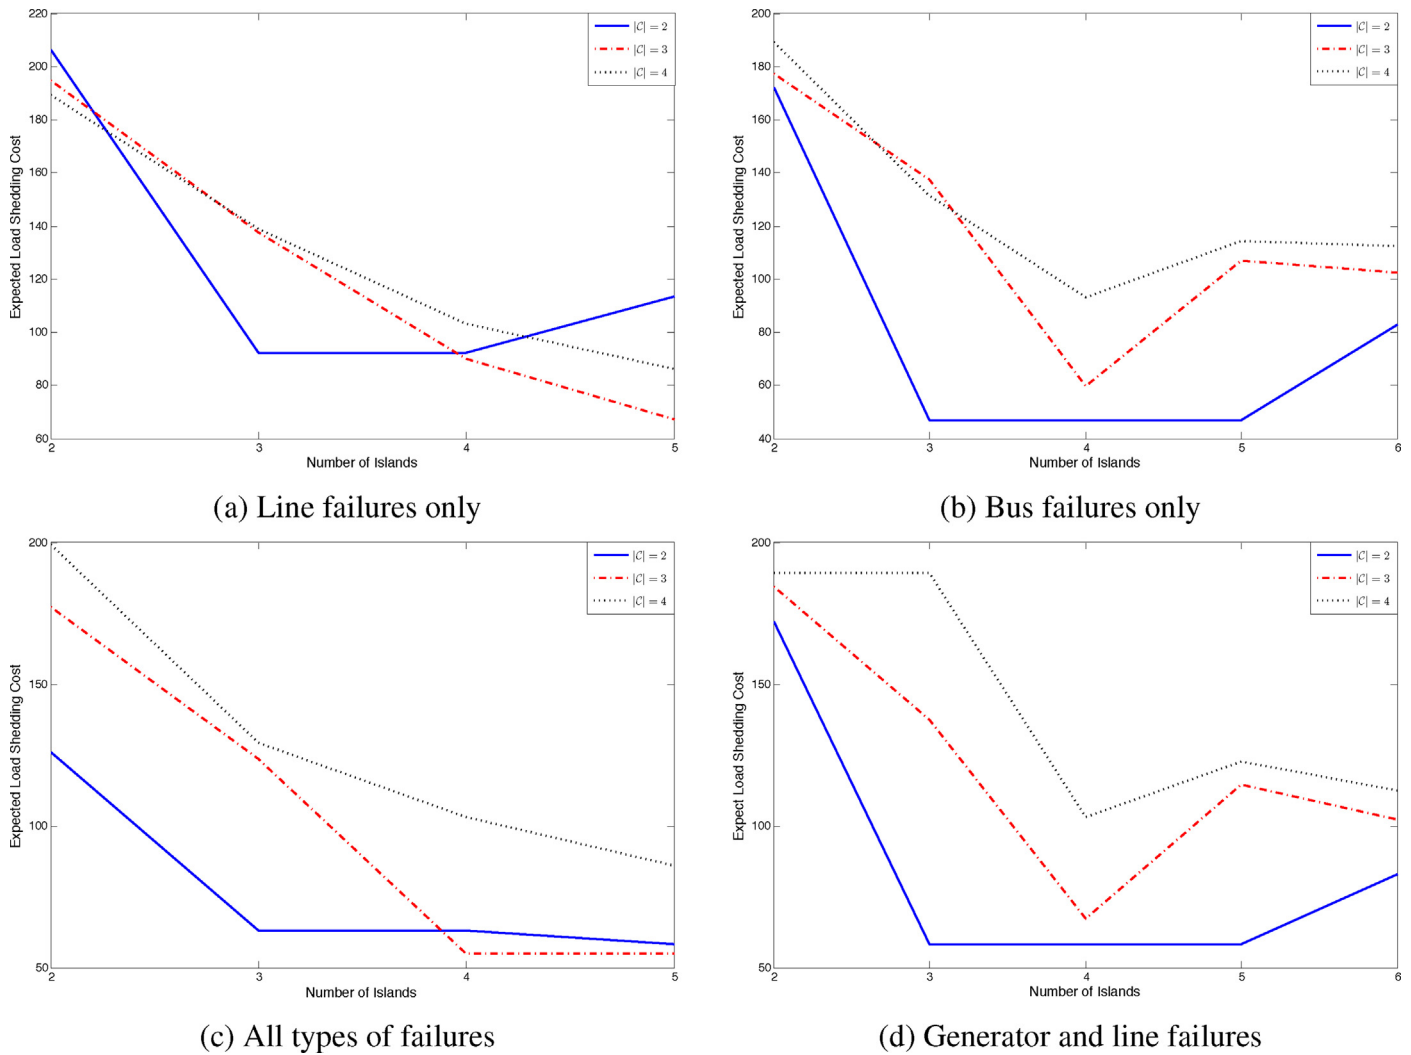 220
200
180
160
140
120
100
80
60
2
3
4
5
Expected Load Shedding Cost
Number of Islands
|C| = 2
|C| = 3
|C| = 4
(a) Line failures only
200
180
160
140
120
100
80
60
40
2
3
4
5
6
Expected Load Shedding Cost
Number of Islands
|C| = 2
|C| = 3
|C| = 4
(b) Bus failures only
200
150
100
50
2
3
4
5
Expected Load Shedding Cost
Number of Islands
|C| = 2
|C| = 3
|C| = 4
(c) All types of failures
200
150
100
50
2
3
4
5
6
Expect Load Shedding Cost
Number of Islands
|C| = 2
|C| = 3
|C| = 4
(d) Generator and line failures